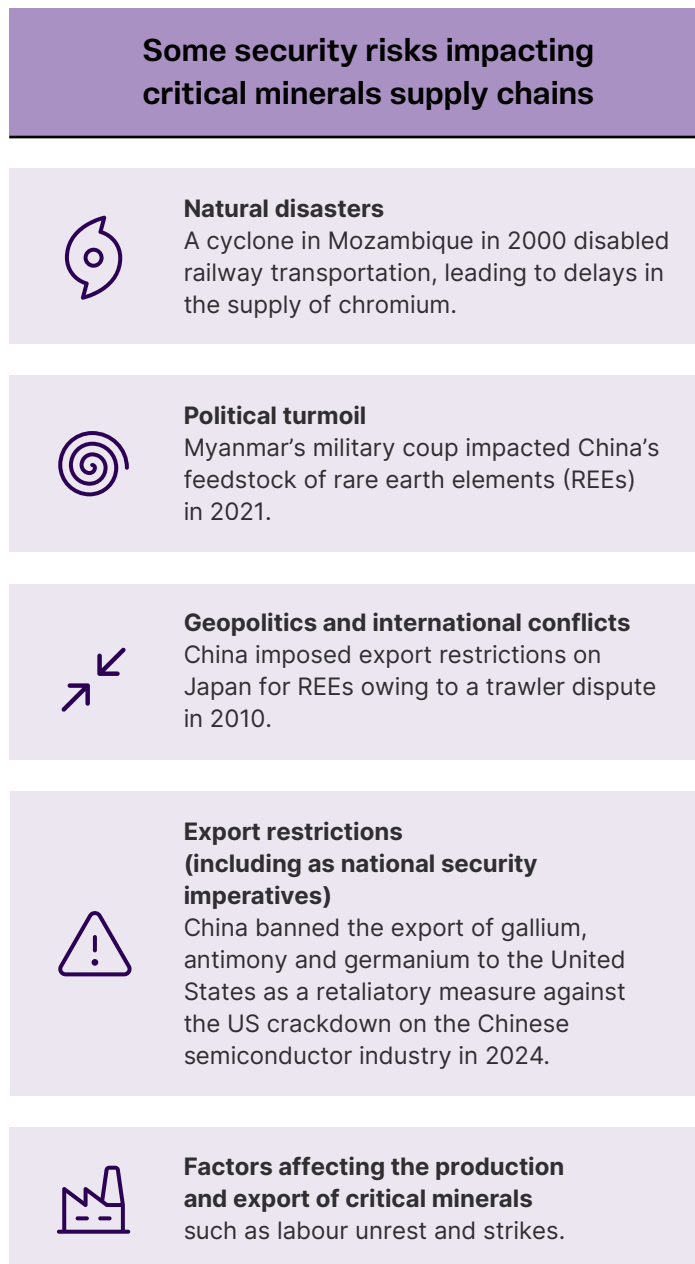 Some security risks impacting
critical minerals supply chains
Natural disasters
A cyclone in Mozambique in 2000 disabled
railway transportation, leading to delays in
the supply of chromium.
Political turmoil
Myanmar’s military coup impacted China’s
feedstock of rare earth elements (REEs)
in 2021.
Geopolitics and international conflicts
China imposed export restrictions on
Japan for REEs owing to a trawler dispute
in 2010.
Export restrictions
(including as national security
imperatives)
China banned the export of gallium,
antimony and germanium to the United
States as a retaliatory measure against
the US crackdown on the Chinese
semiconductor industry in 2024.
Factors affecting the production
and export of critical minerals
such as labour unrest and strikes.